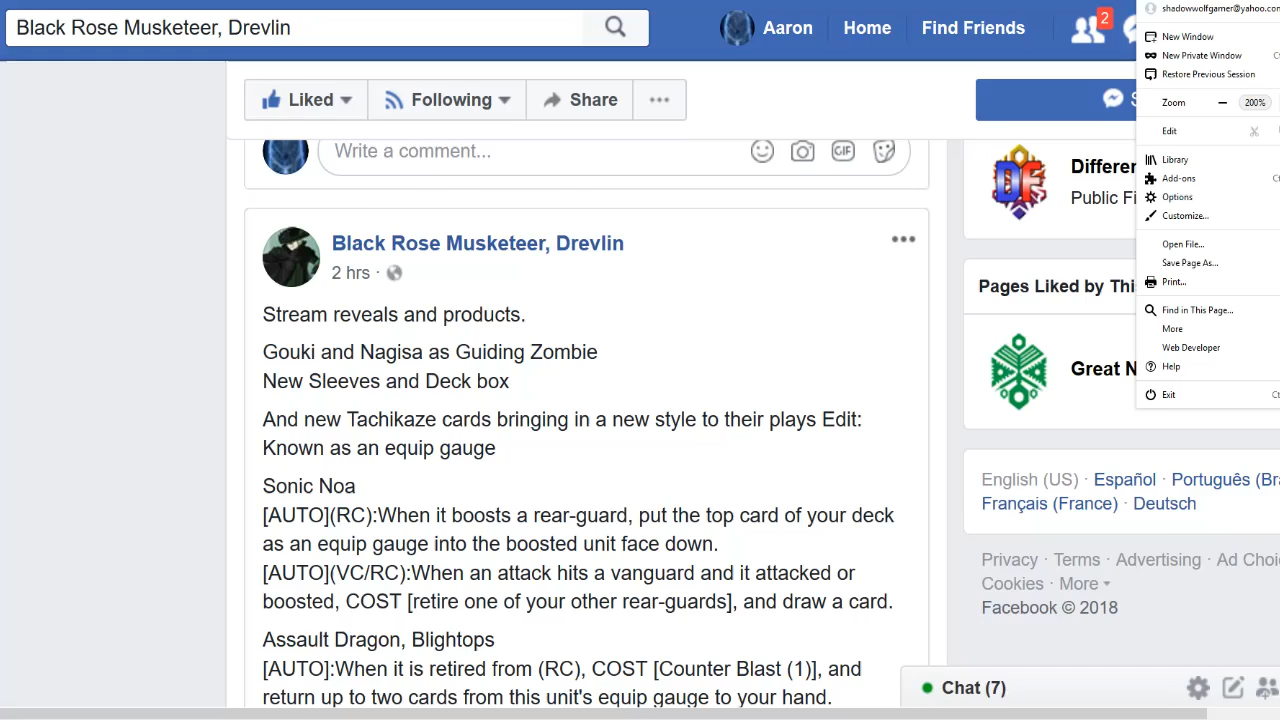 Black Rose Musketeer, Drevlin
Aaron
Home
Find Friends
2
Liked
Following
Share
Write a comment...
GIF
Black Rose Musketeer, Drevlin
2 hrs ·
Stream reveals and products.
Gouki and Nagisa as Guiding Zombie
New Sleeves and Deck box
And new Tachikaze cards bringing in a new style to their plays Edit:
Known as an equip gauge
Sonic Noa
[AUTO](RC):When it boosts a rear-guard, put the top card of your deck
as an equip gauge into the boosted unit face down.
[AUTO](VC/RC):When an attack hits a vanguard and it attacked or
boosted, COST [retire one of your other rear-guards], and draw a card.
Assault Dragon, Blightops
[AUTO]:When it is retired from (RC), COST [Counter Blast (1)], and
return up to two cards from this unit's equip gauge to your hand.
S
DF
Differen
Public Fi
Pages Liked by Thi
Great N
English (US) · Español · Português (Bra
Français (France) · Deutsch
Privacy · Terms · Advertising · Ad Choi
Cookies · More
Facebook © 2018
Chat (7)
shadowwolfgamer@yahoo.com
New Window
New Private Window
Restore Previous Session
Zoom
200%
Edit
Library
Add-ons
Options
Customize...
Open File...
Save Page As...
Print...
Find in This Page...
More
Web Developer
Help
Exit